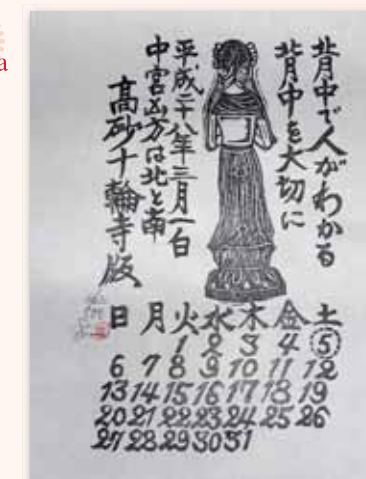 背中で人がわかる
背中を大切に
平成二十八年三月一日
中宮凶方は北と南
高砂十輪寺版
日 月 火 水 木 金 土
1 2 3 4 5
6 7 8 9 10 11 12
13 14 15 16 17 18 19
20 21 22 23 24 25 26
27 28 29 30 31
a